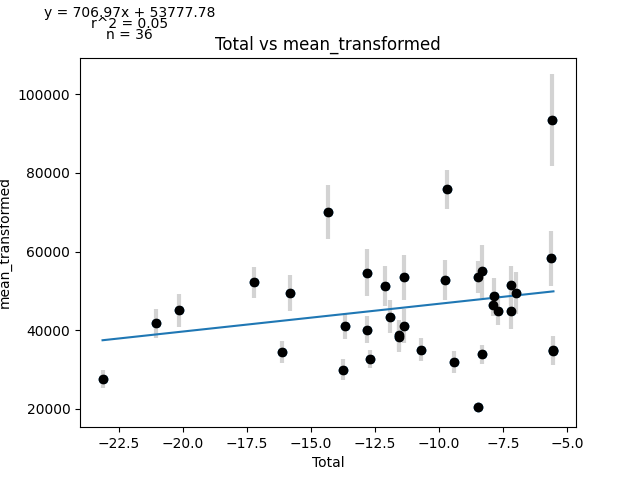 y = 706.97x + 53777.78
r^2 = 0.05
n = 36
Total vs mean_transformed
100000
80000
60000
40000
20000
mean_transformed
−22.5 −20.0 −17.5 −15.0 −12.5 −10.0 −7.5 −5.0
Total